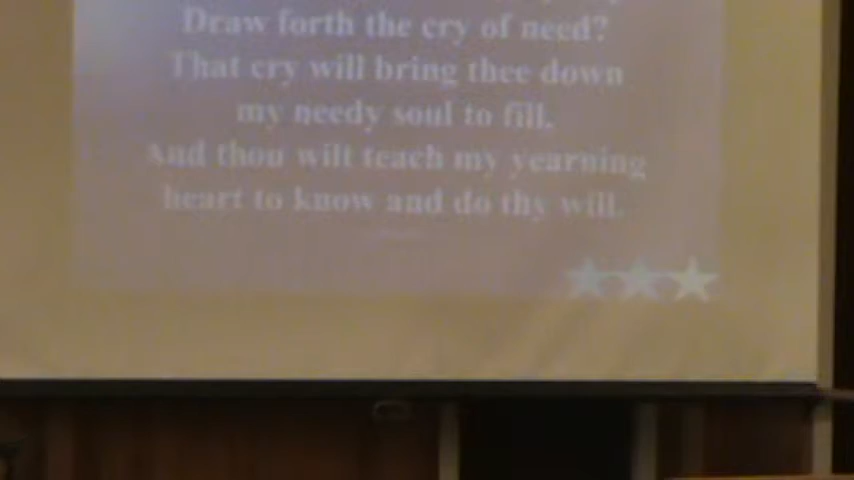 Draw forth the cry of need?
That cry will bring thee down
my needy soul to fill.
And thou wilt teach my yearning
heart to know and do thy will.